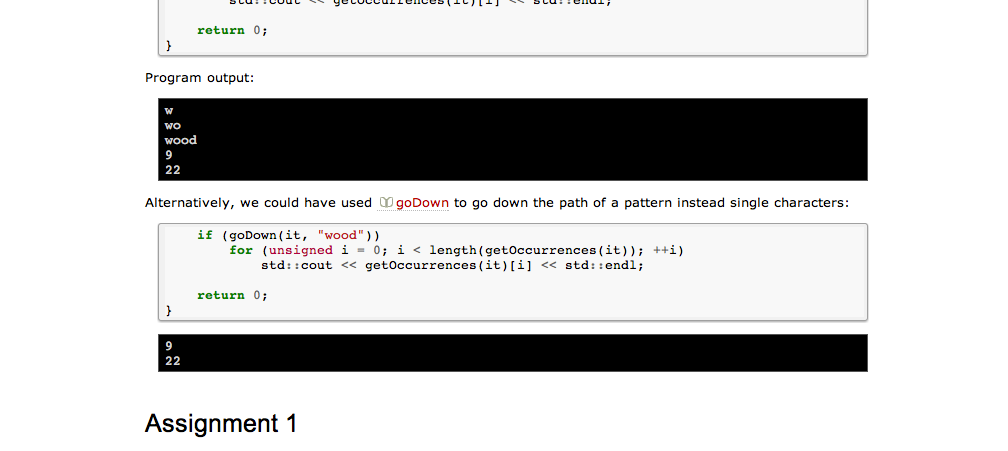 std::cout << getOccurrences(it)[i] << std::endl;
return 0;
}
Program output:
w
wo
wood
9
22
Alternatively, we could have used goDown to go down the path of a pattern instead single characters:
if (goDown(it, "wood"))
for (unsigned i = 0; i < length(getOccurrences(it)); ++i)
std::cout << getOccurrences(it)[i] << std::endl;
return 0;
}
9
22
Assignment 1